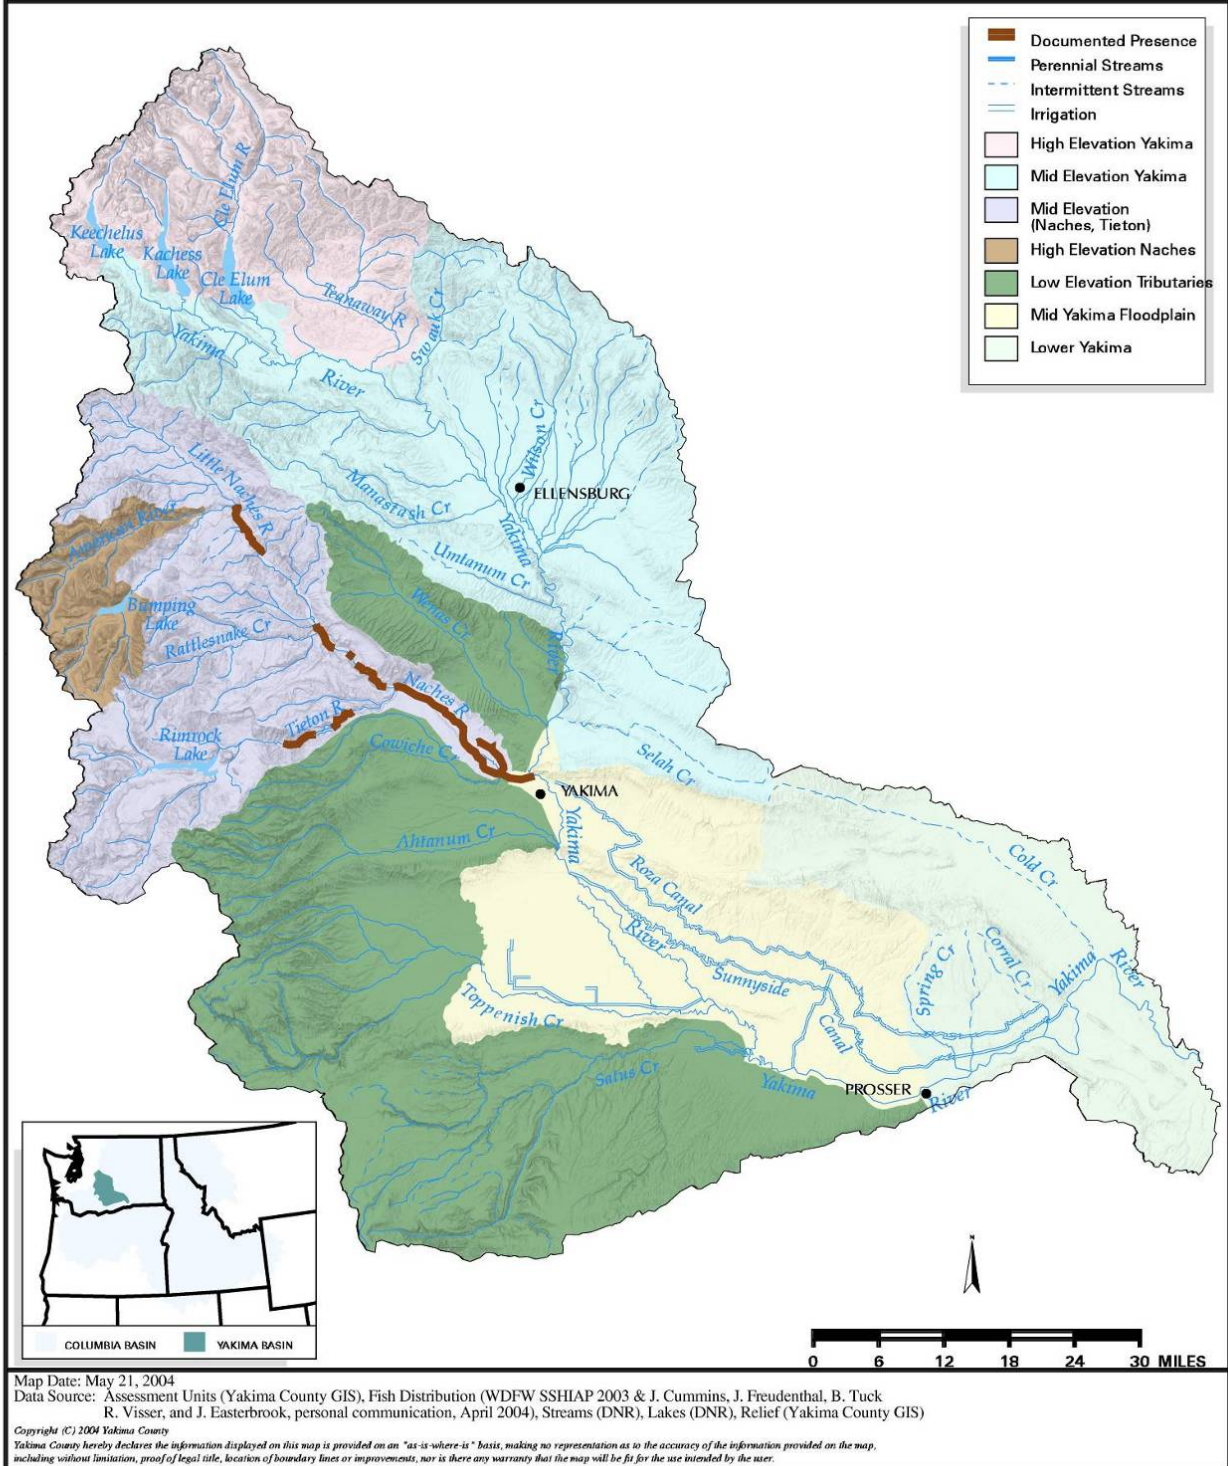 Documented Presence
Perennial Streams
Intermittent Streams
Irrigation
High Elevation Yakima
Mid Elevation Yakima
Mid Elevation
(Naches, Tieton)
High Elevation Naches
Low Elevation Tributaries
Mid Yakima Floodplain
Lower Yakima
Cle Elum R
Keechelus
Lake
Kachess
Lake
Cle Elum
Lake
Teanaway R
Swauk Cr
Yakima
River
Wilson Cr
ELLENSBURG
Little Naches R
Manastash Cr
Yakima
American River
Umtanum Cr
Bumping
Lake
Wenas Cr
Rattlesnake Cr
River
Naches R
Tieton R
Rimrock
Lake
Cowiche Cr
Selah Cr
YAKIMA
Yakima
Ahtanum Cr
Roza Canal
Cold Cr
River
Sunnyside
Spring Cr
Corral Cr
Yakima
River
Toppenish Cr
Canal
Satus Cr
Yakima
PROSSER
River
N
COLUMBIA BASIN
YAKIMA BASIN
0 6 12 18 24 30 MILES
Map Date: May 21, 2004
Data Source: Assessment Units (Yakima County GIS), Fish Distribution (WDFW SSHIAP 2003 & J. Cummins, J. Freudenthal, B. Tuck
R. Visser, and J. Easterbrook, personal communication, April 2004), Streams (DNR), Lakes (DNR), Relief (Yakima County GIS)
Copyright (C) 2004 Yakima County
Yakima County hereby declares the information displayed on this map is provided on an "as-is-where-is" basis, making no representation as to the accuracy of the information provided on the map,
including without limitation, proof of legal title, location of boundary lines or improvements, nor is there any warranty that the map will be fit for the use intended by the user.